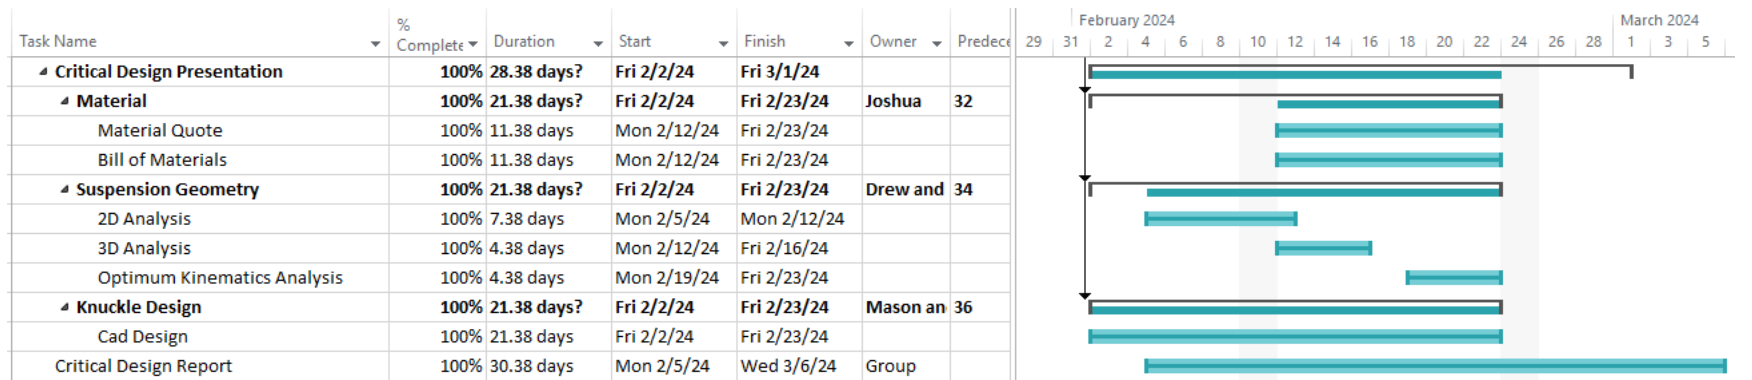 February 2024 March 2024
%
Task Name Complete Duration Start Finish Owner Predece 29 31 2 4 6 8 10 12 14 16 18 20 22 24 26 28 1 3 5
Critical Design Presentation 100% 28.38 days? Fri 2/2/24 Fri 3/1/24
Material 100% 21.38 days? Fri 2/2/24 Fri 2/23/24 Joshua 32
Material Quote 100% 11.38 days Mon 2/12/24 Fri 2/23/24
Bill of Materials 100% 11.38 days Mon 2/12/24 Fri 2/23/24
Suspension Geometry 100% 21.38 days? Fri 2/2/24 Fri 2/23/24 Drew and 34
2D Analysis 100% 7.38 days Mon 2/5/24 Mon 2/12/24
3D Analysis 100% 4.38 days Mon 2/12/24 Fri 2/16/24
Optimum Kinematics Analysis 100% 4.38 days Mon 2/19/24 Fri 2/23/24
Knuckle Design 100% 21.38 days? Fri 2/2/24 Fri 2/23/24 Mason an 36
Cad Design 100% 21.38 days Fri 2/2/24 Fri 2/23/24
Critical Design Report 100% 30.38 days Mon 2/5/24 Wed 3/6/24 Group